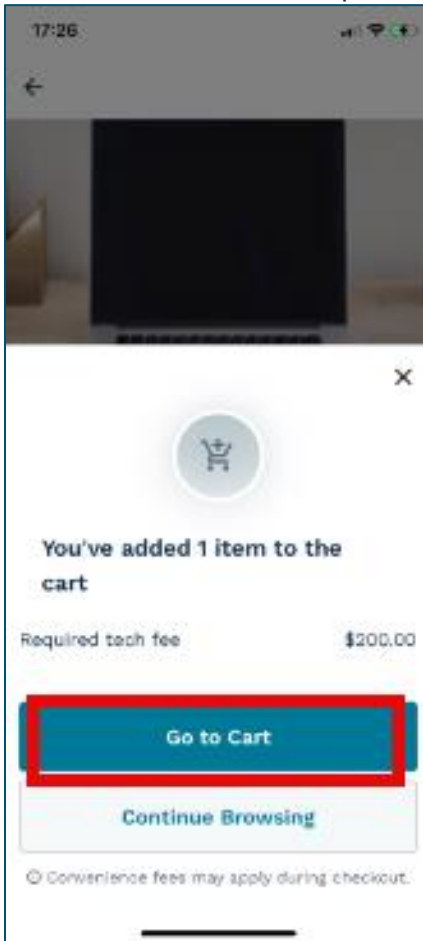 17:26
You've added 1 item to the
cart
Required tech fee $200.00
Go to Cart
Continue Browsing
Convenience fees may apply during checkout.